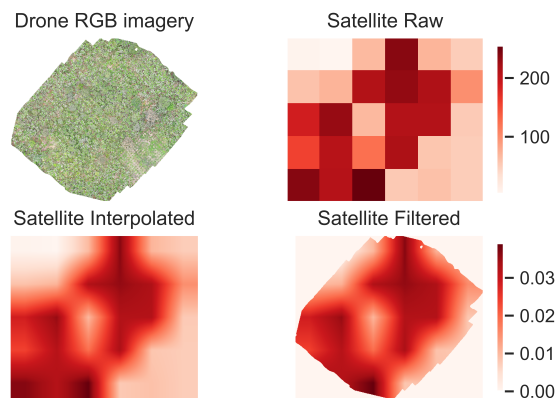 Drone RGB imagery
Satellite Raw
200
100
Satellite Interpolated
Satellite Filtered
0.03
0.02
0.01
0.00